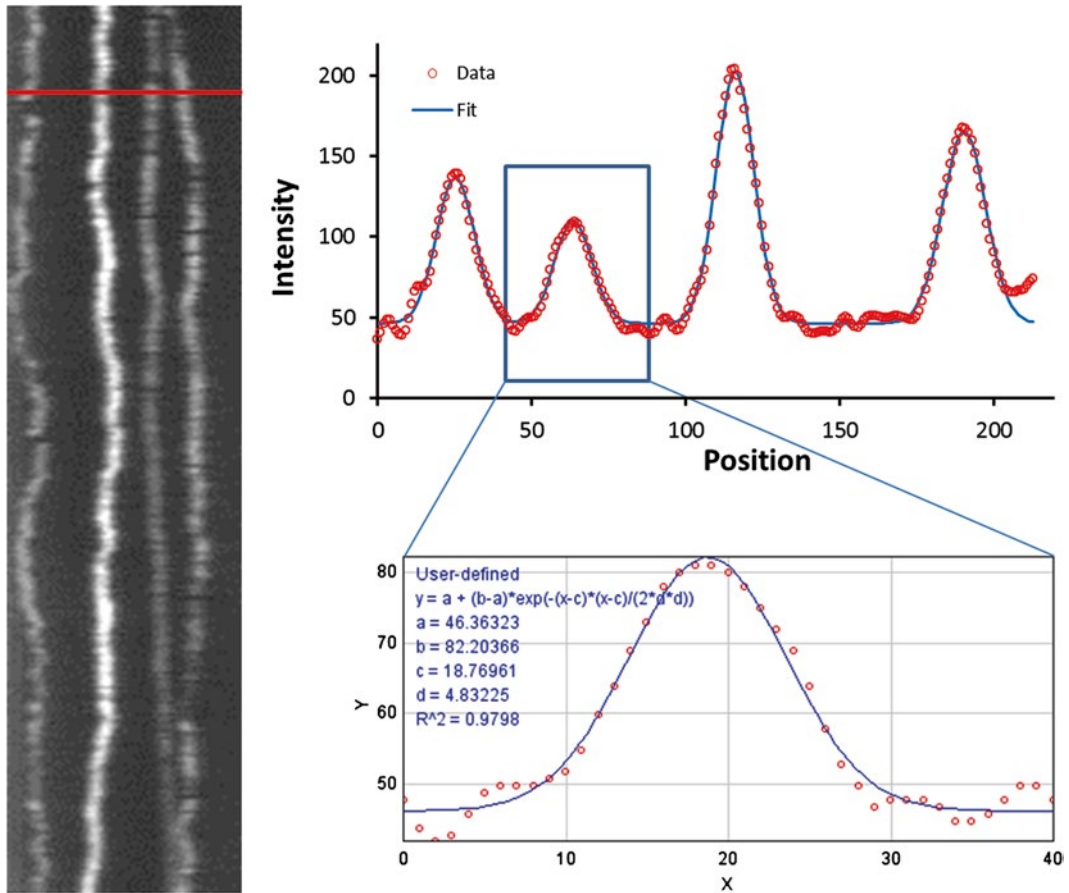 200
150
100
50
0
Intensity
Data
Fit
0 50 100 150 200
Position
80
70
60
50
Y
User-defined
y = a + (b-a)*exp(-(x-c)*(x-c)/(2*d*d))
a = 46.36323
b = 82.20366
c = 18.76961
d = 4.83225
R^2 = 0.9798
0 10 20 30 40
X